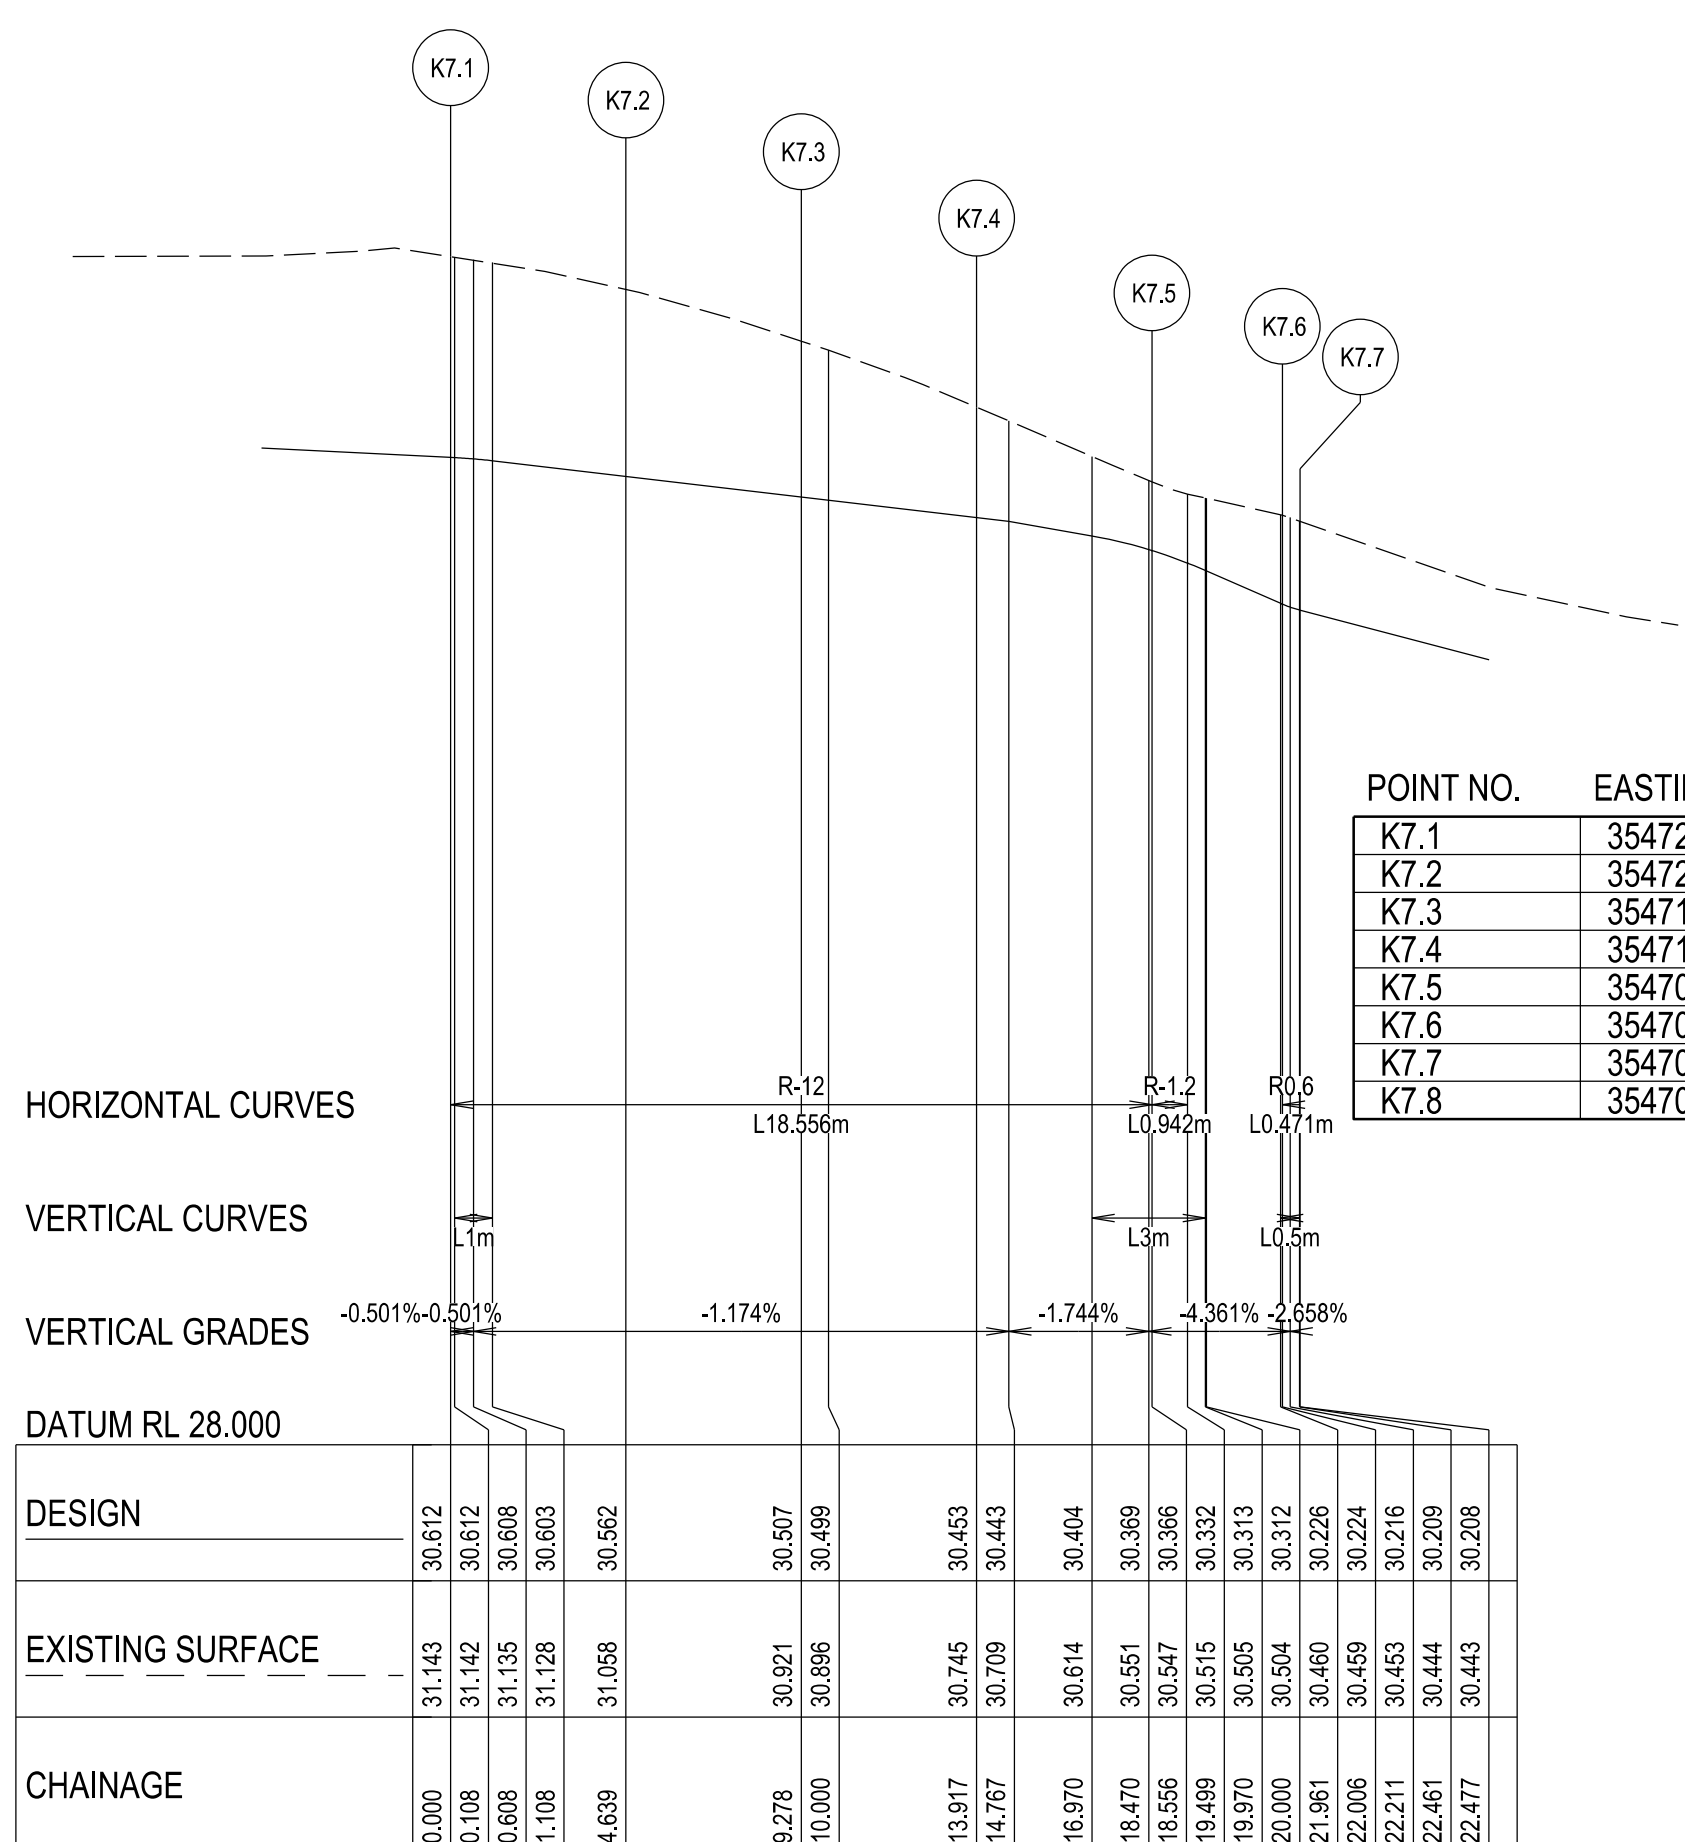 K7.1
K7.2
K7.3
K7.4
K7.5
K7.6
K7.7
POINT NO.
K7.1 35472
K7.2 35472
K7.3 35471
K7.4 35471
K7.5 35470
K7.6 35470
K7.7 35470
K7.8 35470
HORIZONTAL CURVES
R-12 R-1.2 R0.6
L18.556m L0.942m L0.471m
VERTICAL CURVES
L1m L3m L0.5m
VERTICAL GRADES
-0.501% -0.501% -1.174% -1.744% -4.361% -2.658%
DATUM RL 28.000
DESIGN
30.612 30.612 30.608 30.603 30.562 30.507 30.499 30.453 30.443 30.404 30.369 30.366 30.332 30.313 30.312 30.226 30.224 30.216 30.209 30.208
EXISTING SURFACE
31.143 31.142 31.135 31.128 31.058 30.921 30.896 30.745 30.709 30.614 30.551 30.547 30.515 30.505 30.504 30.460 30.459 30.453 30.444 30.443
CHAINAGE
0.000 0.108 0.608 1.108 4.639 9.278 10.000 13.917 14.767 16.970 18.470 18.556 19.499 19.970 20.000 21.961 22.006 22.211 22.461 22.477